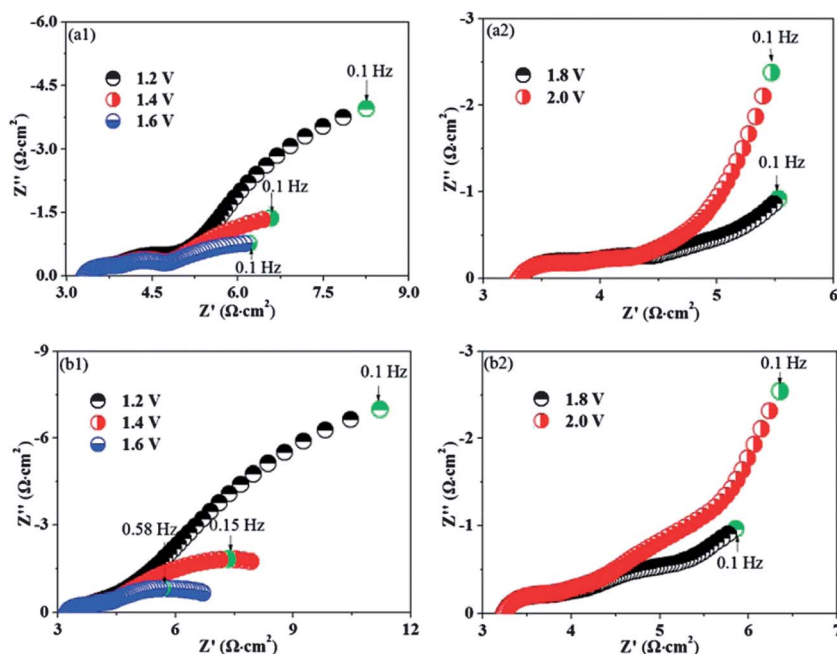 (a1)
-6.0
-4.5
-3.0
-1.5
0.0
Z'' (Ω·cm²)
1.2 V
1.4 V
1.6 V
0.1 Hz
0.1 Hz
0.1 Hz
3.0 4.5 6.0 7.5 9.0
Z' (Ω·cm²)
(a2)
-3
-2
-1
0
Z'' (Ω·cm²)
1.8 V
2.0 V
0.1 Hz
0.1 Hz
3 4 5 6
Z' (Ω·cm²)
(b1)
-9
-6
-3
0
Z'' (Ω·cm²)
1.2 V
1.4 V
1.6 V
0.1 Hz
0.58 Hz
0.15 Hz
3 6 9 12
Z' (Ω·cm²)
(b2)
-3
-2
-1
0
Z'' (Ω·cm²)
1.8 V
2.0 V
0.1 Hz
0.1 Hz
3 4 5 6 7
Z' (Ω·cm²)